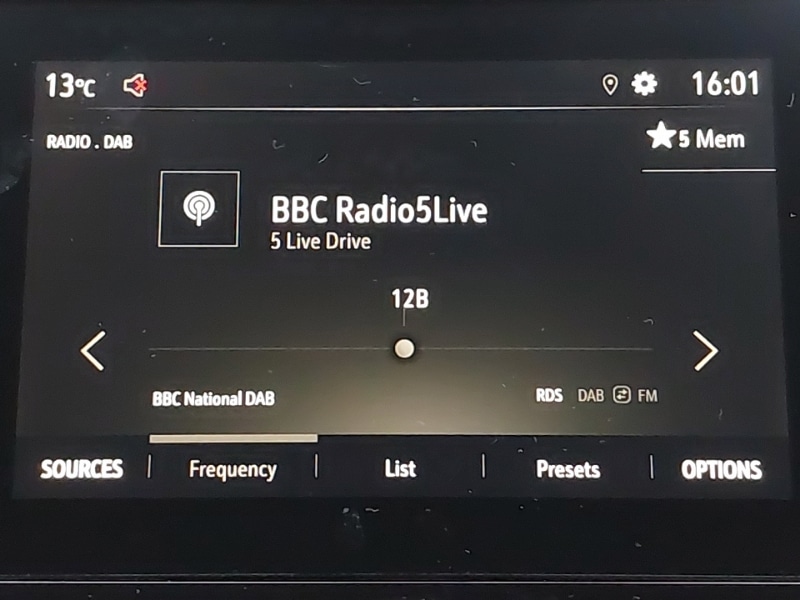 13°C 16:01
RADIO . DAB 5 Mem
BBC Radio5Live
5 Live Drive
12B
BBC National DAB RDS DAB FM
SOURCES Frequency List Presets OPTIONS